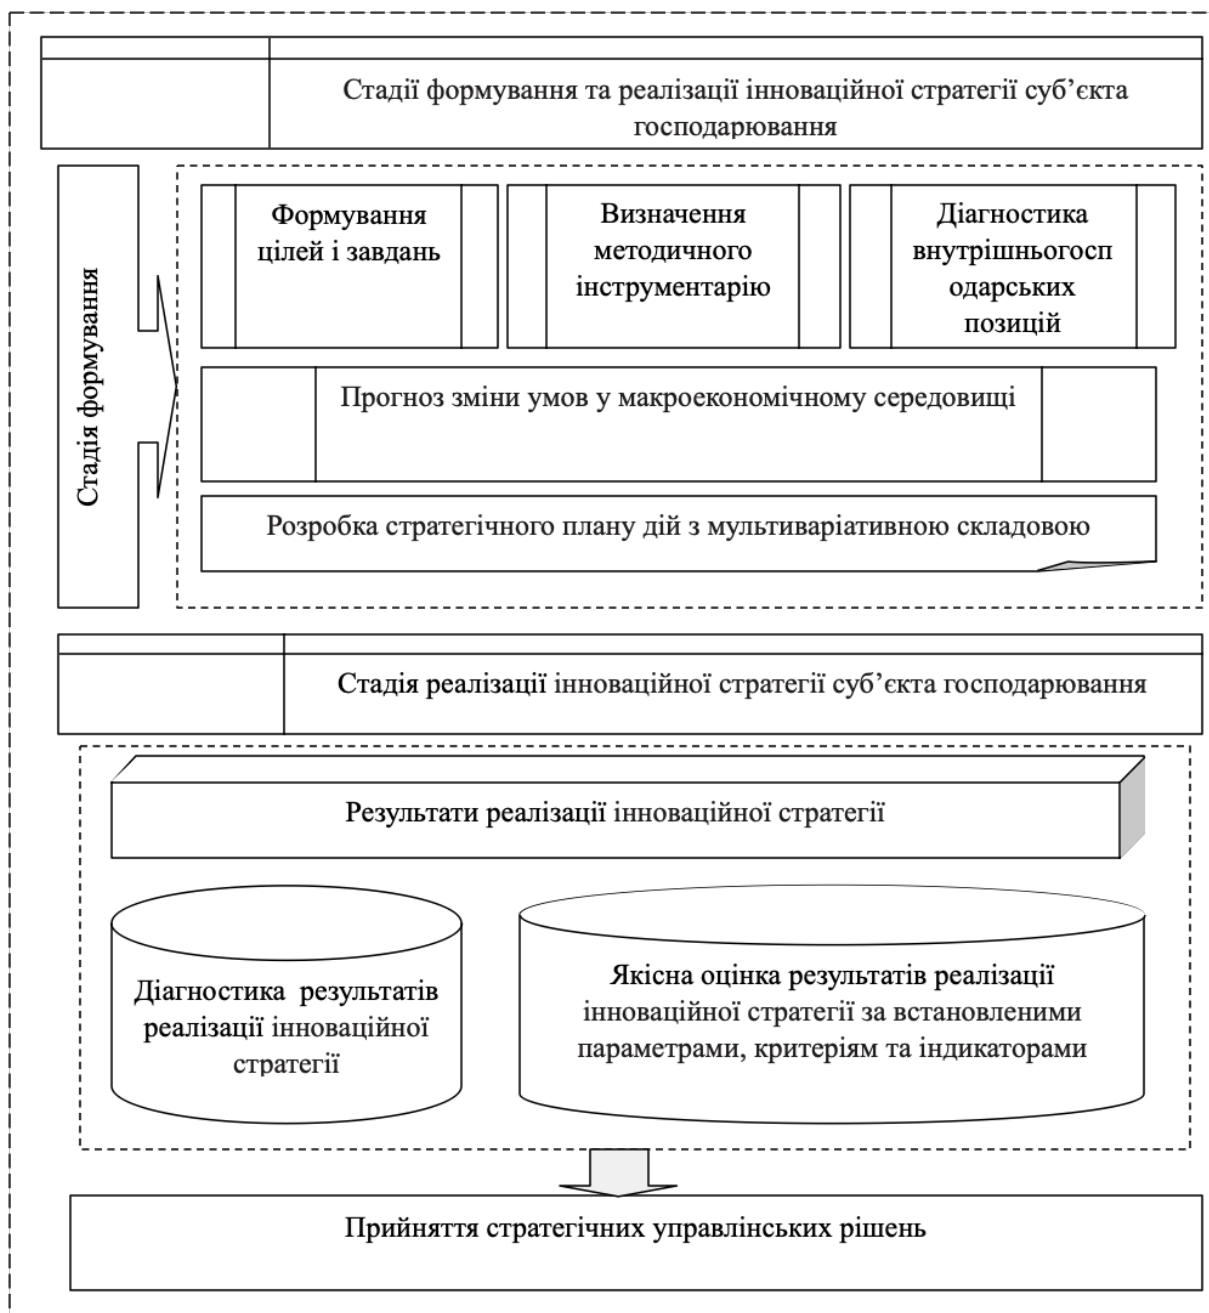 Стадії формування та реалізації інноваційної стратегії суб’єкта
господарювання
Стадія формування
Формування
цілей і завдань
Визначення
методичного
інструментарію
Діагностика
внутрішньогосп
одарських
позицій
Прогноз зміни умов у макроекономічному середовищі
Розробка стратегічного плану дій з мультиваріативною складовою
Стадія реалізації інноваційної стратегії суб’єкта господарювання
Результати реалізації інноваційної стратегії
Діагностика результатів
реалізації інноваційної
стратегії
Якісна оцінка результатів реалізації
інноваційної стратегії за встановленими
параметрами, критеріям та індикаторами
Прийняття стратегічних управлінських рішень